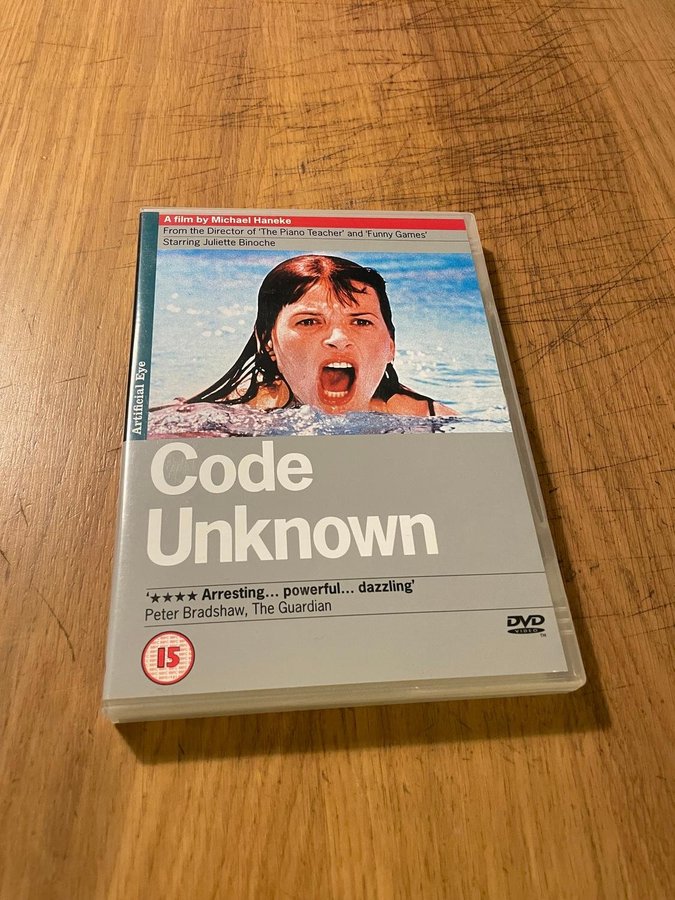 A film by Michael Haneke
From the Director of 'The Piano Teacher' and 'Funny Games'
Starring Juliette Binoche
Artificial Eye
Code
Unknown
'★★★★ Arresting... powerful... dazzling'
Peter Bradshaw, The Guardian
15
DVD
VIDEO
TM